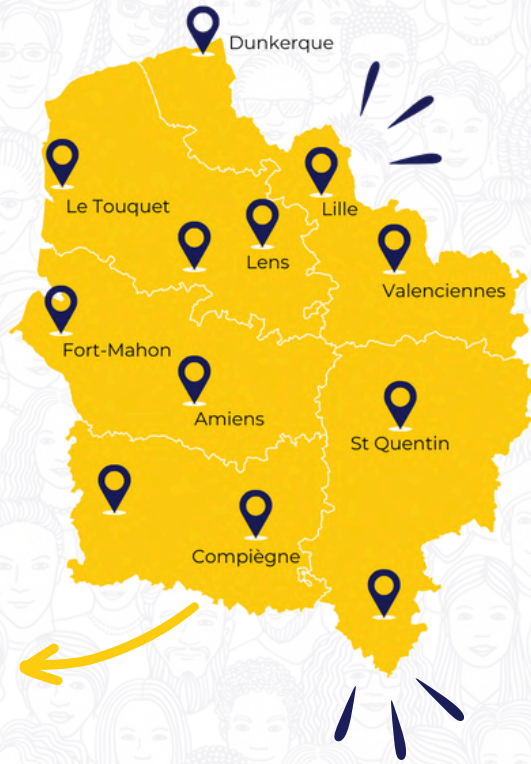 Dunkerque
Le Touquet
Lille
Lens
Valenciennes
Fort-Mahon
Amiens
St Quentin
Compiègne